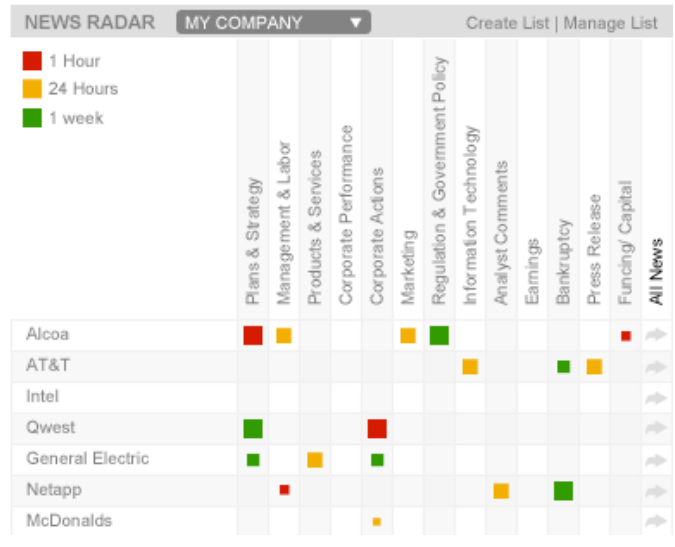 NEWS RADAR MY COMPANY Create List | Manage List
1 Hour
24 Hours
1 week
Plans & Strategy
Management & Labor
Products & Services
Corporate Performance
Corporate Actions
Marketing
Regulation & Government Policy
Information Technology
Analyst Comments
Earnings
Bankruptcy
Press Release
Funcing/ Capital
All News
Alcoa
AT&T
Intel
Qwest
General Electric
Netapp
McDonalds